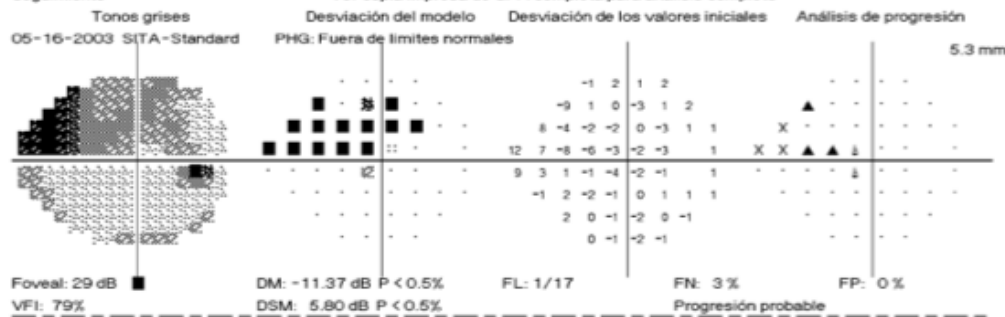 Tonos grises Desviación del modelo Desviación de los valores iniciales Análisis de progresión
05-16-2003 SITA-Standard PHG: Fuera de limites normales 5.3 mm
-1 2 1 2
-9 1 0 -3 1 2
8 -4 -2 -2 0 -3 1 1 X
12 7 -8 -6 -3 -2 -3 1 X X
9 3 1 -1 -4 -2 -1 1
-1 2 -2 -1 0 1 1 1
2 0 -1 -2 0 -1
0 -1 -2 -1
Foveal: 29 dB DM: -11.37 dB P < 0.5% FL: 1/17 FN: 3 % FP: 0 %
VFI: 79% DSM: 5.80 dB P < 0.5% Progresión probable